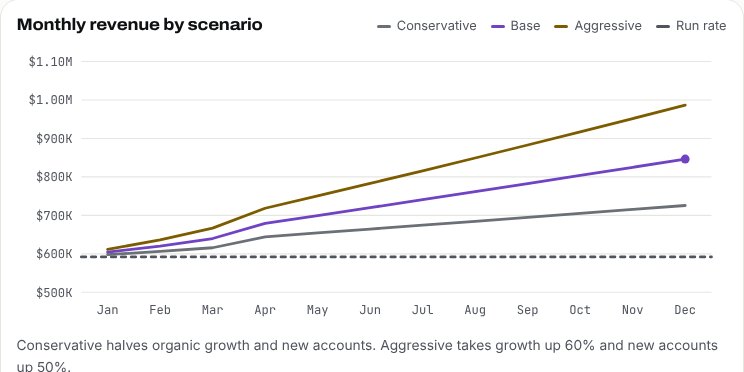 Monthly revenue by scenario
Conservative Base Aggressive Run rate
$1.10M
$1.00M
$900K
$800K
$700K
$600K
$500K
Jan Feb Mar Apr May Jun Jul Aug Sep Oct Nov Dec
Conservative halves organic growth and new accounts. Aggressive takes growth up 60% and new accounts
up 50%.